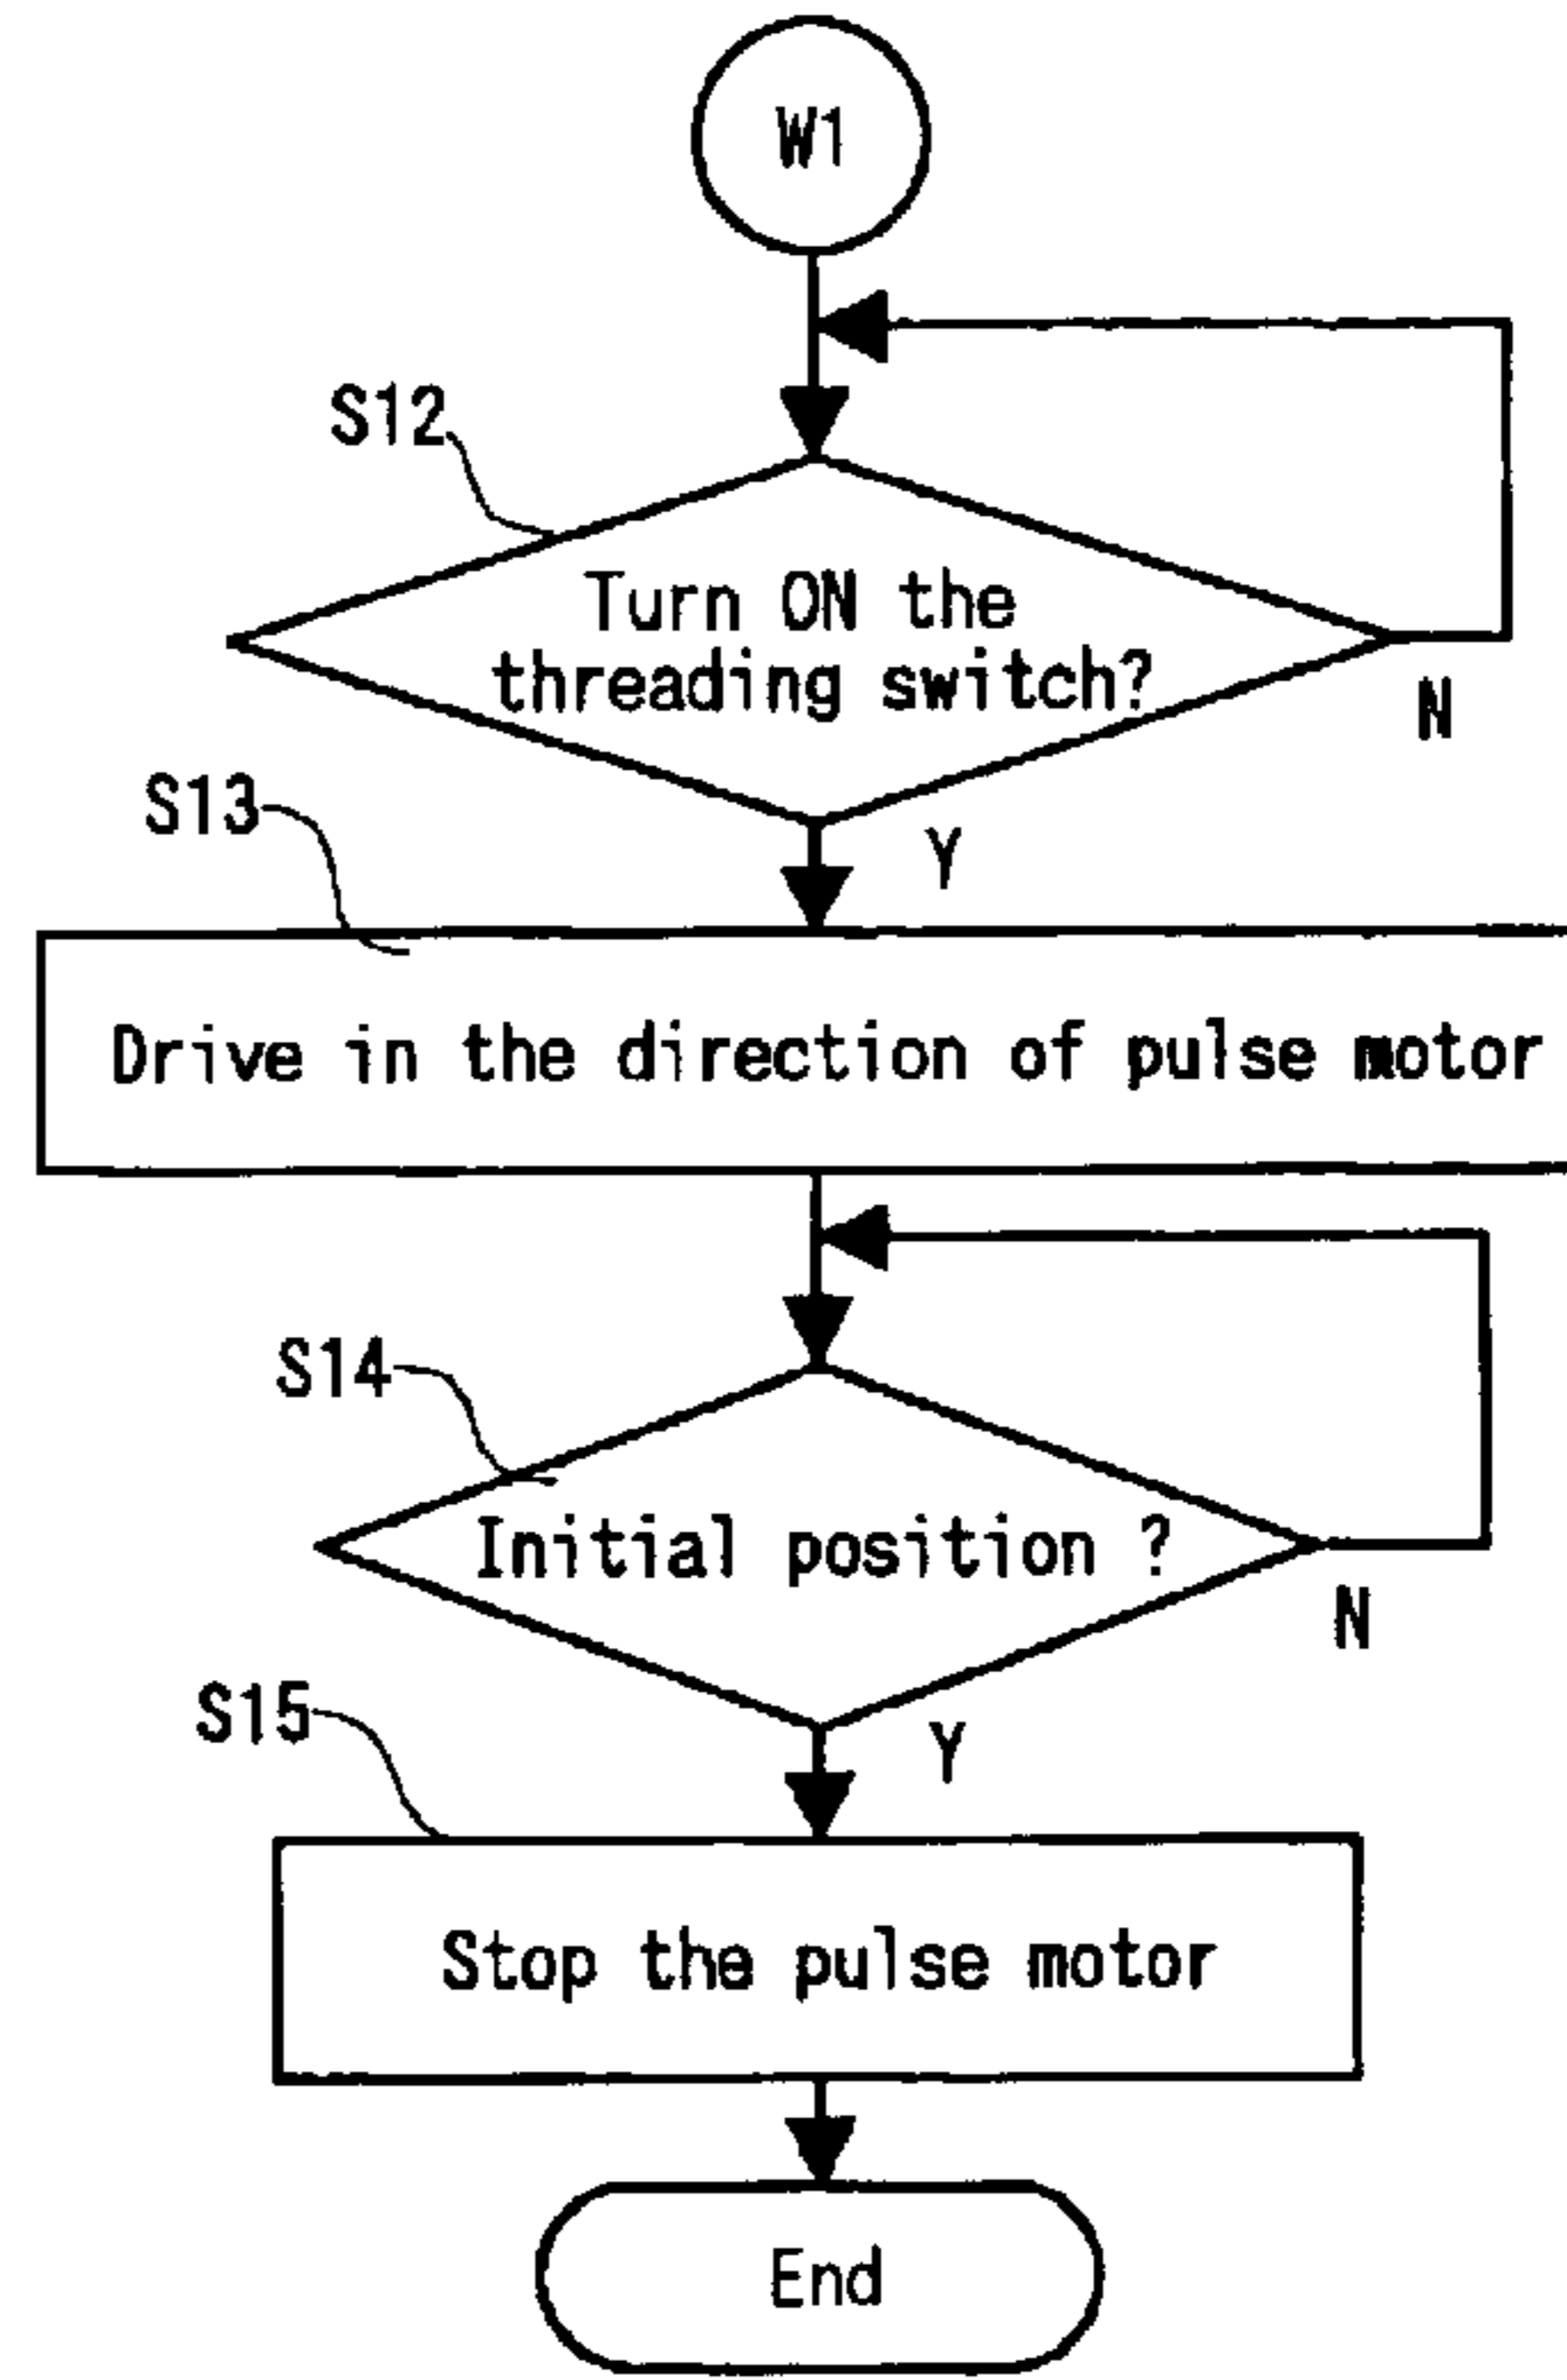 W1
S12
Turn ON the
threading switch?
N
S13
Y
Drive in the direction of pulse motor
S14
Initial position ?
N
S15
Y
Stop the pulse motor
End